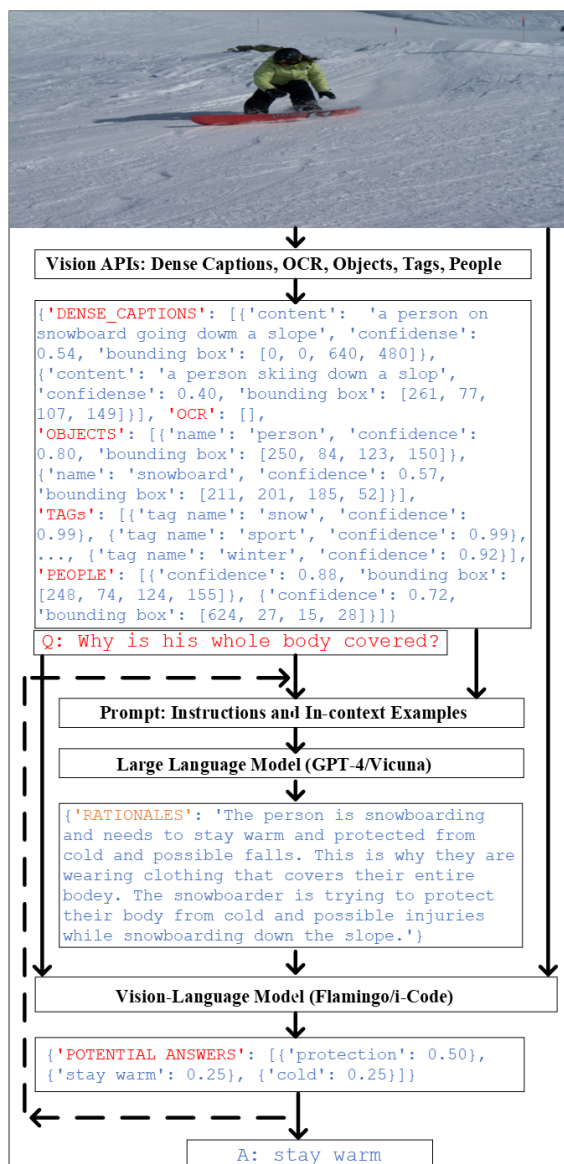 Vision APIs: Dense Captions, OCR, Objects, Tags, People
{'DENSE_CAPTIONS': [{'content':  'a person on
snowboard going dowm a slope', 'confidense':
0.54, 'bounding box': [0, 0, 640, 480]},
{'content': 'a person skiing down a slop',
'confidense': 0.40, 'bounding box': [261, 77,
107, 149]}], 'OCR': [],
'OBJECTS': [{'name': 'person', 'confidence':
0.80, 'bounding box': [250, 84, 123, 150]},
{'name': 'snowboard', 'confidence': 0.57,
'bounding box': [211, 201, 185, 52]}],
'TAGs': [{'tag name': 'snow', 'confidence':
0.99}, {'tag name': 'sport', 'confidence': 0.99},
..., {'tag name': 'winter', 'confidence': 0.92}],
'PEOPLE': [{'confidence': 0.88, 'bounding box':
[248, 74, 124, 155]}, {'confidence': 0.72,
'bounding box': [624, 27, 15, 28]}]}
Q: Why is his whole body covered?
Prompt: Instructions and In-context Examples
Large Language Model (GPT-4/Vicuna)
{'RATIONALES': 'The person is snowboarding
and needs to stay warm and protected from
cold and possible falls. This is why they are
wearing clothing that covers their entire
bodey. The snowboarder is trying to protect
their body from cold and possible injuries
while snowboarding down the slope.'}
Vision-Language Model (Flamingo/i-Code)
{'POTENTIAL ANSWERS': [{'protection': 0.50},
{'stay warm': 0.25}, {'cold': 0.25}]}
A: stay warm